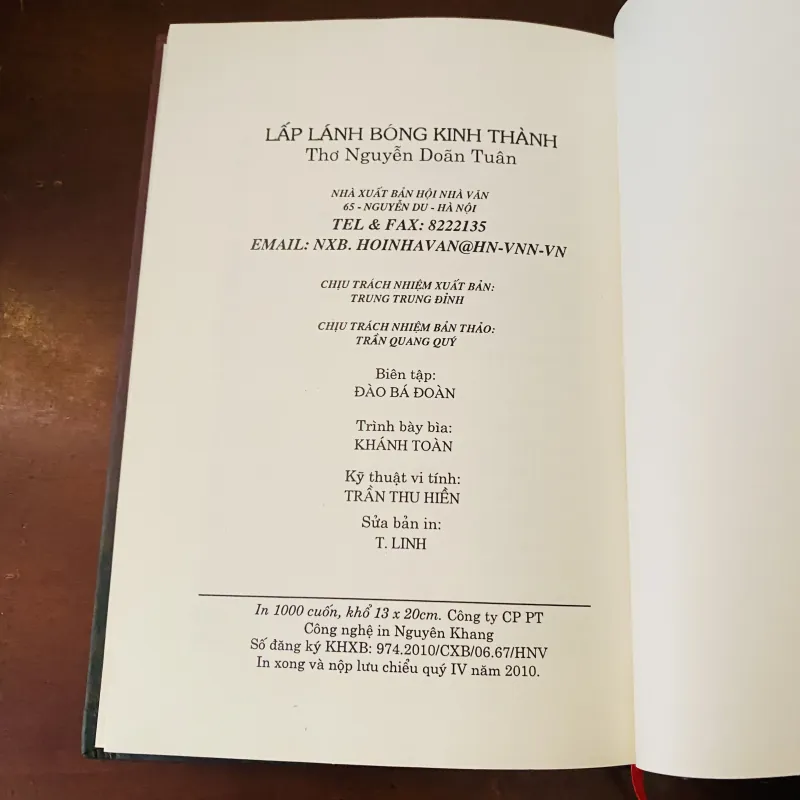 LẤP LÁNH BÓNG KINH THÀNH
Thơ Nguyễn Doãn Tuân
NHÀ XUẤT BẢN HỘI NHÀ VĂN
65 - NGUYỄN DU - HÀ NỘI
TEL & FAX: 8222135
EMAIL: NXB. HOINHAVAN@HN-VNN-VN
CHỊU TRÁCH NHIỆM XUẤT BẢN:
TRUNG TRUNG ĐỈNH
CHỊU TRÁCH NHIỆM BẢN THẢO:
TRẦN QUANG QUÝ
Biên tập:
ĐÀO BÁ ĐOÀN
Trình bày bìa:
KHÁNH TOÀN
Kỹ thuật vi tính:
TRẦN THU HIỀN
Sửa bản in:
T. LINH
In 1000 cuốn, khổ 13 x 20cm. Công ty CP PT
Công nghệ in Nguyên Khang
Số đăng ký KHXB: 974.2010/CXB/06.67/HNV
In xong và nộp lưu chiểu quý IV năm 2010.